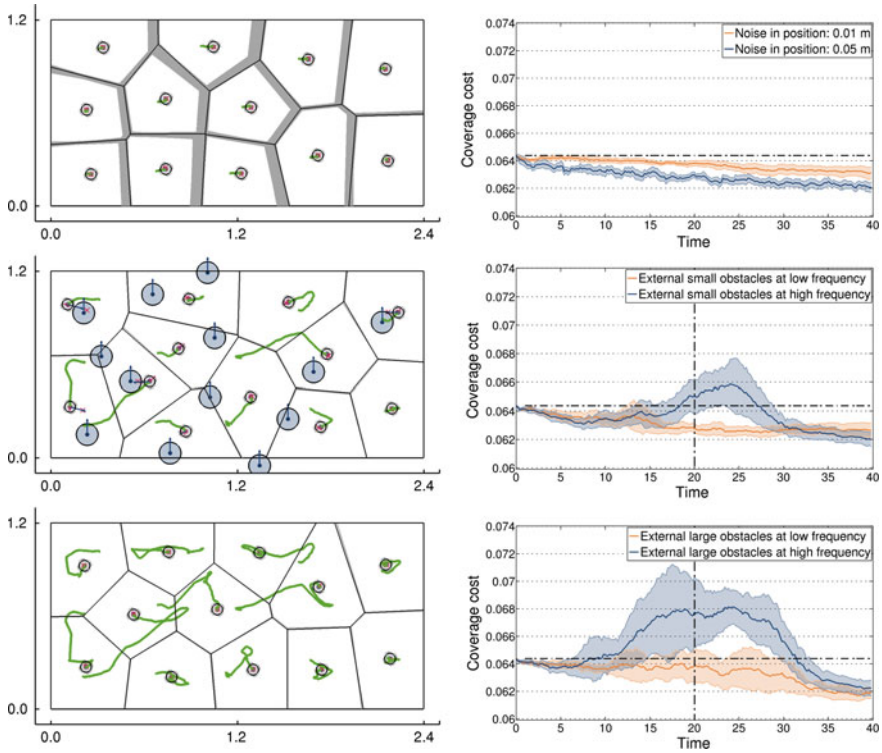 1.2
0.0
0.0
1.2
2.4
Coverage cost
0.074
0.072
0.07
0.068
0.066
0.064
0.062
0.06
Noise in position: 0.01 m
Noise in position: 0.05 m
0 5 10 15 20 25 30 35 40
Time
1.2
0.0
0.0
1.2
2.4
Coverage cost
0.074
0.072
0.07
0.068
0.066
0.064
0.062
0.06
External small obstacles at low frequency
External small obstacles at high frequency
0 5 10 15 20 25 30 35 40
Time
1.2
0.0
0.0
1.2
2.4
Coverage cost
0.074
0.072
0.07
0.068
0.066
0.064
0.062
0.06
External large obstacles at low frequency
External large obstacles at high frequency
0 5 10 15 20 25 30 35 40
Time